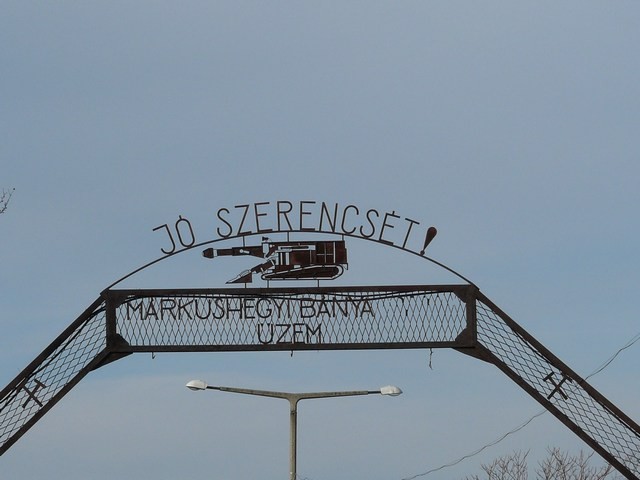 JÓ SZERENCSÉT!
MÁRKUSHEGYI BÁNYA
ÜZEM